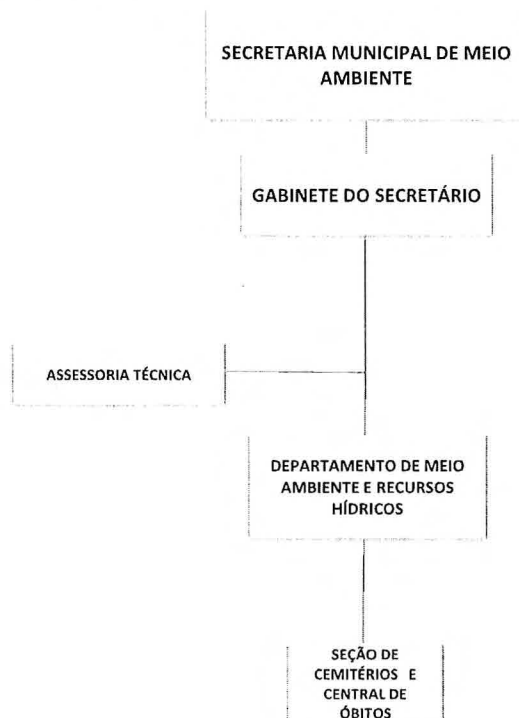 SECRETARIA MUNICIPAL DE MEIO
AMBIENTE
GABINETE DO SECRETÁRIO
ASSESSORIA TÉCNICA
DEPARTAMENTO DE MEIO
AMBIENTE E RECURSOS
HÍDRICOS
SEÇÃO DE
CEMITÉRIOS E
CENTRAL DE
ÓBITOS